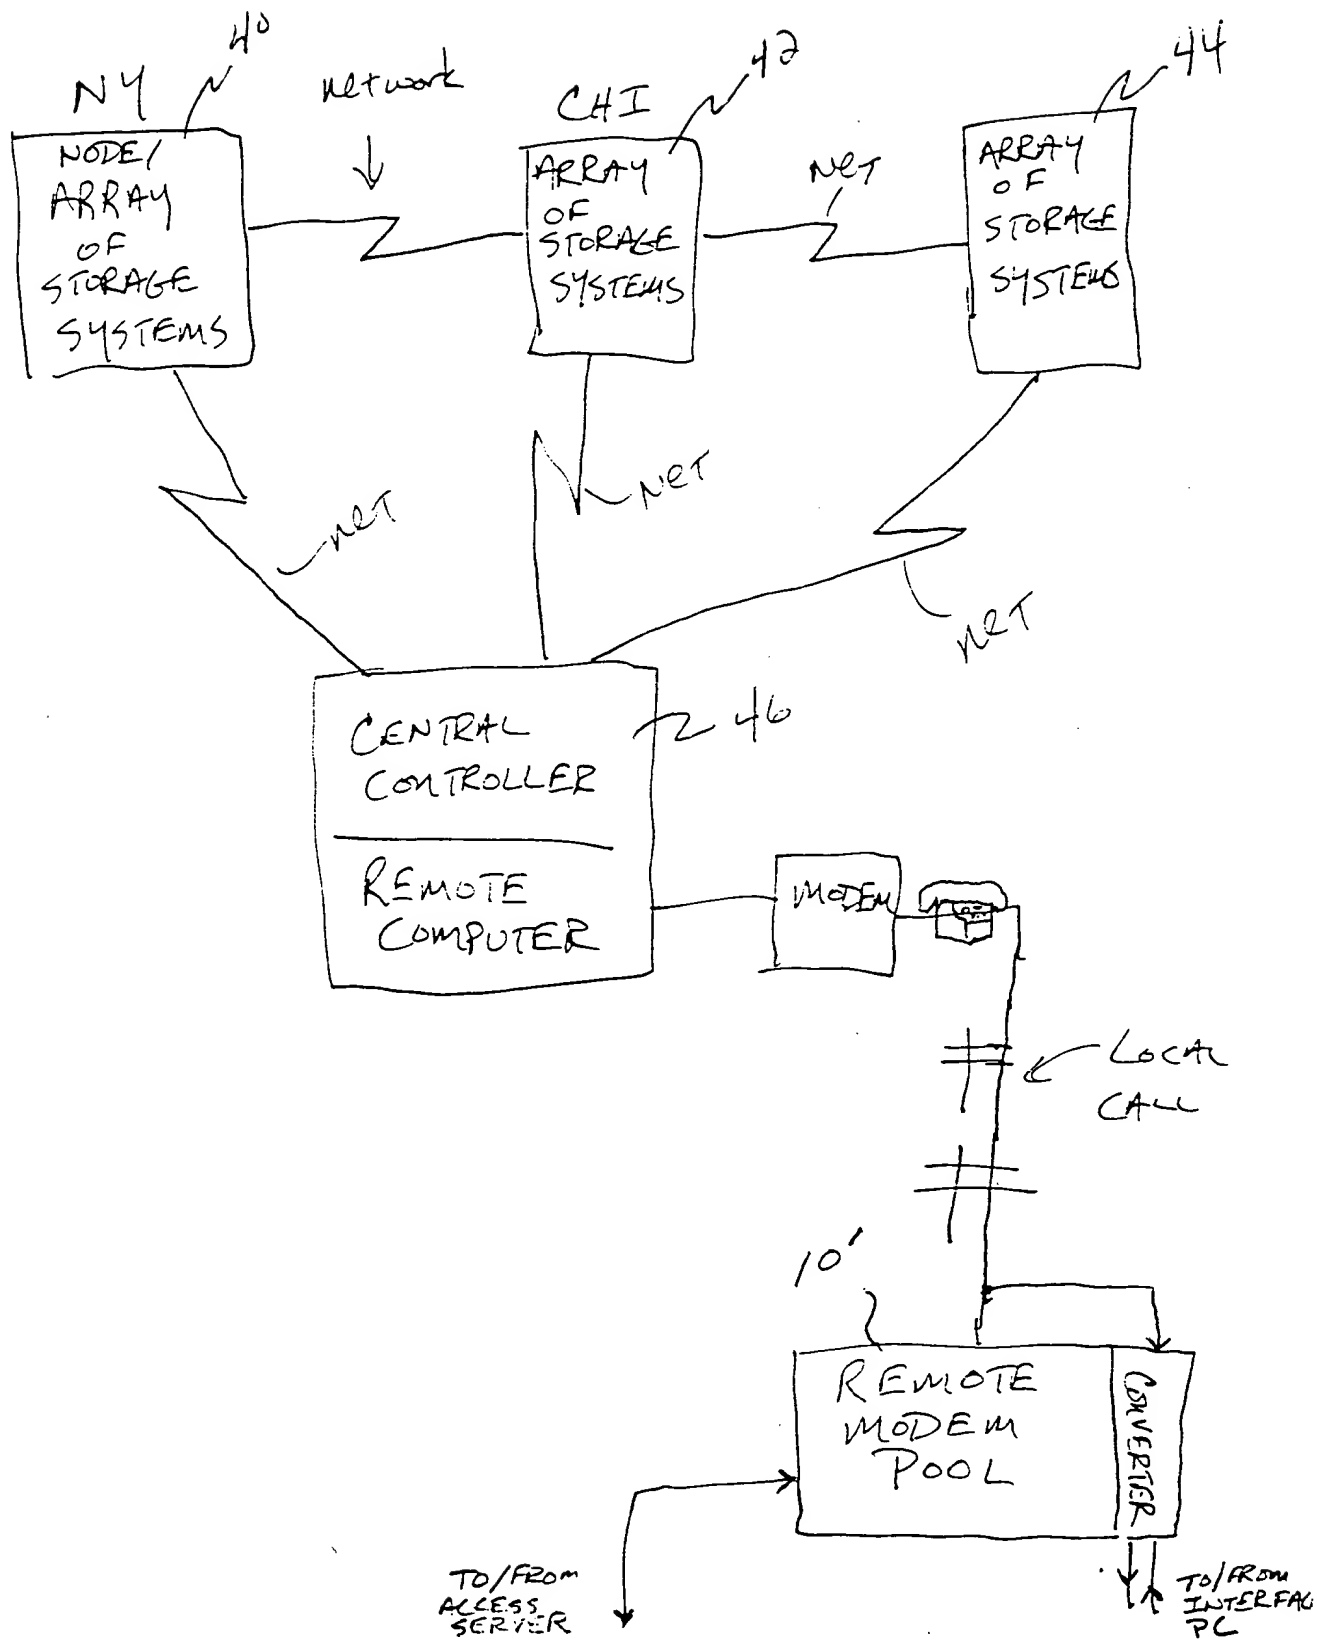 40
NY
network
CHI
42
44
NODE/
ARRAY
OF
STORAGE
SYSTEMS
ARRAY
OF
STORAGE
SYSTEMS
NET
ARRAY
OF
STORAGE
SYSTEMS
NET
NET
NET
CENTRAL
CONTROLLER
46
REMOTE
COMPUTER
MODEM
LOCAL
CALL
10'
REMOTE
MODEM
POOL
CONVERTER
TO/FROM
ACCESS
SERVER
TO/FROM
INTERFAC
PC